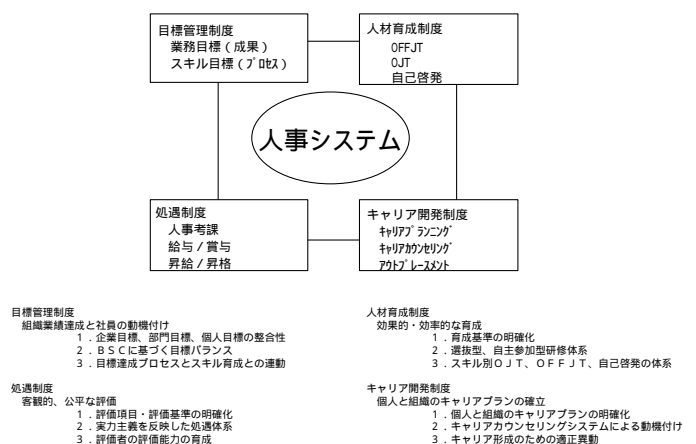 目標管理制度
業務目標(成果)
スキル目標(プロセス)
人材育成制度
OFFJT
OJT
自己啓発
人事システム
処遇制度
人事考課
給与/賞与
昇給/昇格
キャリア開発制度
キャリアプランニング
キャリアカウンセリング
アウトプレースメント
目標管理制度
組織業績達成と社員の動機付け
1.企業目標、部門目標、個人目標の整合性
2.BSCに基づく目標バランス
3.目標達成プロセスとスキル育成との連動
人材育成制度
効果的・効率的な育成
1.育成基準の明確化
2.選抜型、自主参加型研修体系
3.スキル別OJT、OFFJT、自己啓発の体系
処遇制度
客観的、公平な評価
1.評価項目・評価基準の明確化
2.実力主義を反映した処遇体系
3.評価者の評価能力の育成
キャリア開発制度
個人と組織のキャリアプランの確立
1.個人と組織のキャリアプランの明確化
2.キャリアカウンセリングシステムによる動機付け
3.キャリア形成のための適正異動